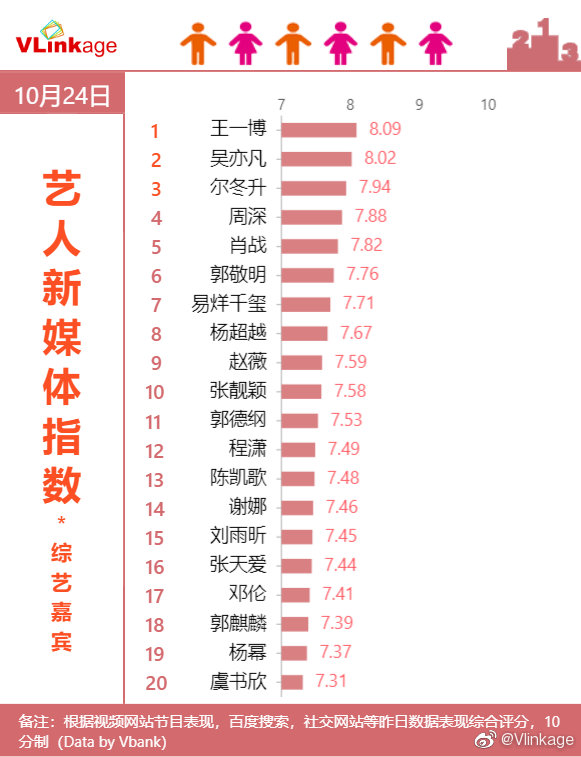 VLinkage
1
2
3
10月24日
7 8 9 10
艺人新媒体指数
*综艺嘉宾
1 王一博 8.09
2 吴亦凡 8.02
3 尔冬升 7.94
4 周深 7.88
5 肖战 7.82
6 郭敬明 7.76
7 易烊千玺 7.71
8 杨超越 7.67
9 赵薇 7.59
10 张靓颖 7.58
11 郭德纲 7.53
12 程潇 7.49
13 陈凯歌 7.48
14 谢娜 7.46
15 刘雨昕 7.45
16 张天爱 7.44
17 邓伦 7.41
18 郭麒麟 7.39
19 杨幂 7.37
20 虞书欣 7.31
备注：根据视频网站节目表现，百度搜索，社交网站等昨日数据表现综合评分，10
分制（Data by Vbank）
@Vlinkage